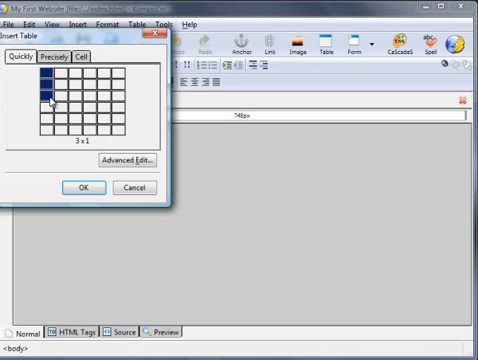 My First Website [file:///.../index.html] - Kompozer
File Edit View Insert Format Table Tools Help
Insert Table
Quickly Precisely Cell
Anchor Link Image Table Form CaScadeS Spell
748px
3 x 1
Advanced Edit...
OK Cancel
Normal HTML Tags Source Preview
<body>